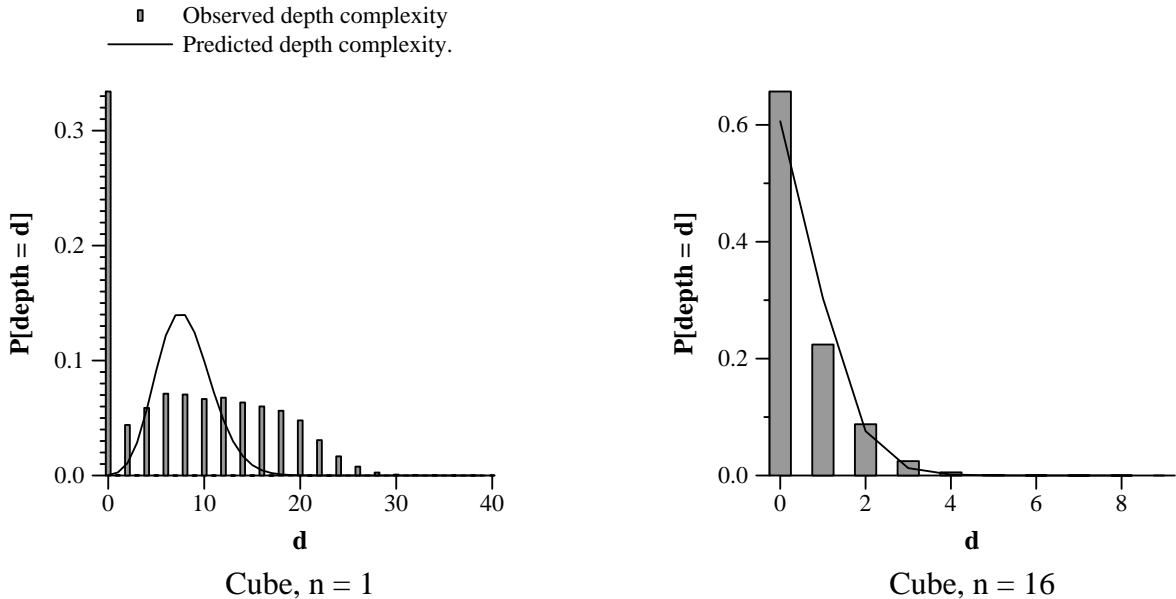 Observed depth complexity
Predicted depth complexity.
P[depth = d]
0.3
0.2
0.1
0.0
0 10 20 30 40
d
Cube, n = 1
P[depth = d]
0.6
0.4
0.2
0.0
0 2 4 6 8
d
Cube, n = 16